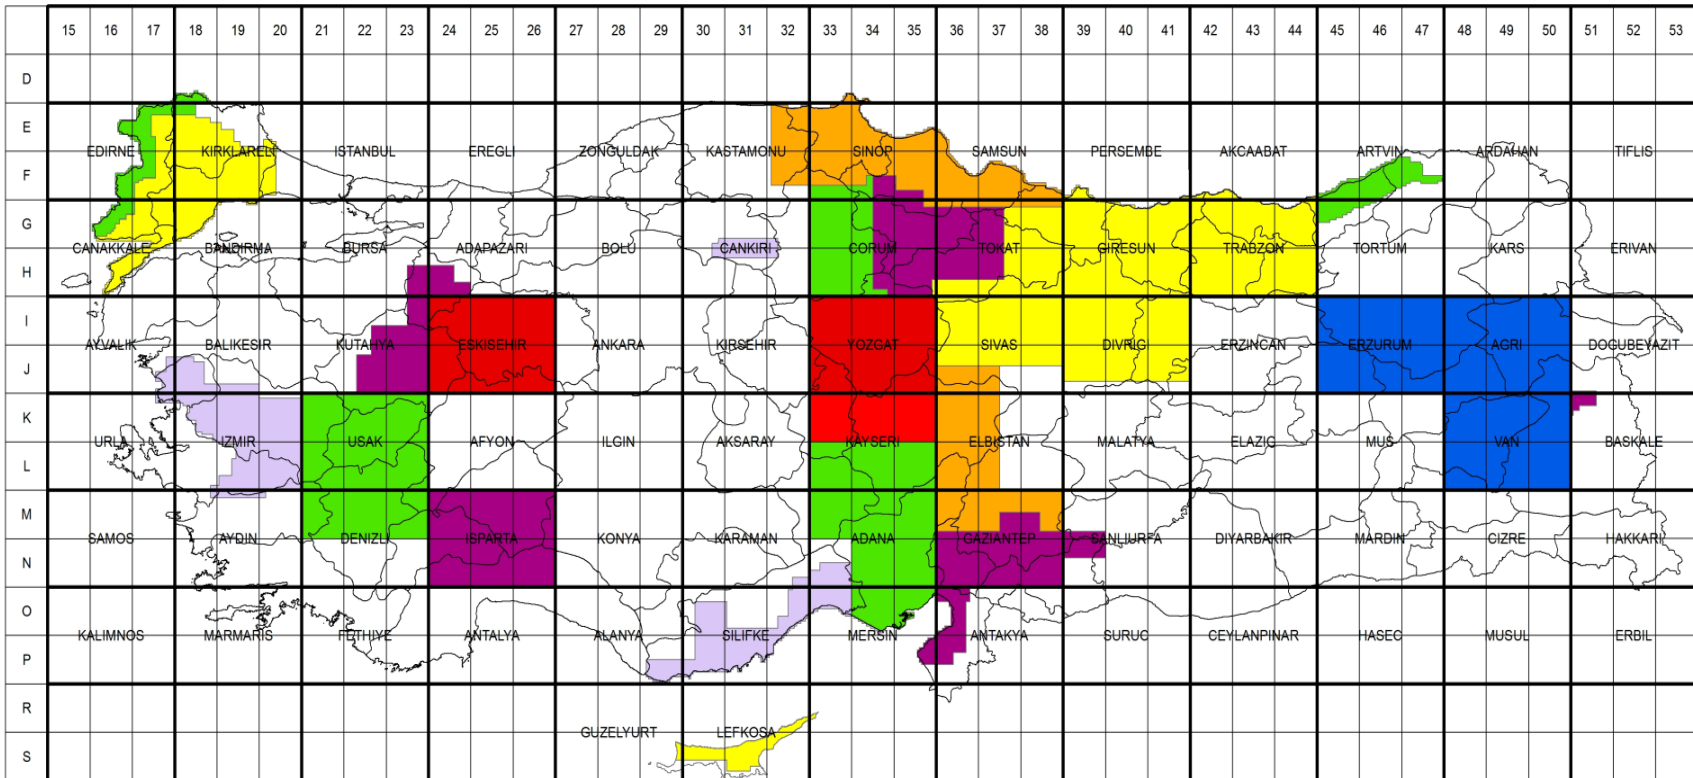 15 16 17 18 19 20 21 22 23 24 25 26 27 28 29 30 31 32 33 34 35 36 37 38 39 40 41 42 43 44 45 46 47 48 49 50 51 52 53
D
E
EDIRNE KIRKLARELI ISTANBUL EREGLI ZONGULDAK KASTAMONU SINOP SAMSUN PERSEMBE AKCAABAT ARTVIN ARDAHAN TIFLIS
F
G
CANAKKALE BANDIRMA BURSA ADAPAZARI BOLU CANKIRI CORUM TOKAT GIRESUN TRABZON TORTUM KARS ERIVAN
H
I
AYVALIK BALIKESIR KUTAHYA ESKISEHIR ANKARA KIRSEHIR YOZGAT SIVAS DIVRIGI ERZINCAN ERZURUM AGRI DOGUBEYAZIT
J
K
URLA IZMIR USAK AFYON ILGIN AKSARAY KAYSERI ELBISTAN MALATYA ELAZIG MUS VAN BASKALE
L
M
SAMOS AYDIN DENIZLI ISPARTA KONYA KARAMAN ADANA GAZIANTEP SANLIURFA DIYARBAKIR MARDIN CIZRE HAKKARI
N
O
KALIMNOS MARMARIS FETHIYE ANTALYA ALANYA SILIFKE MERSIN ANTAKYA SURUC CEYLANPINAR HASEC MUSUL ERBIL
P
R
GUZELYURT LEFKOSA
S